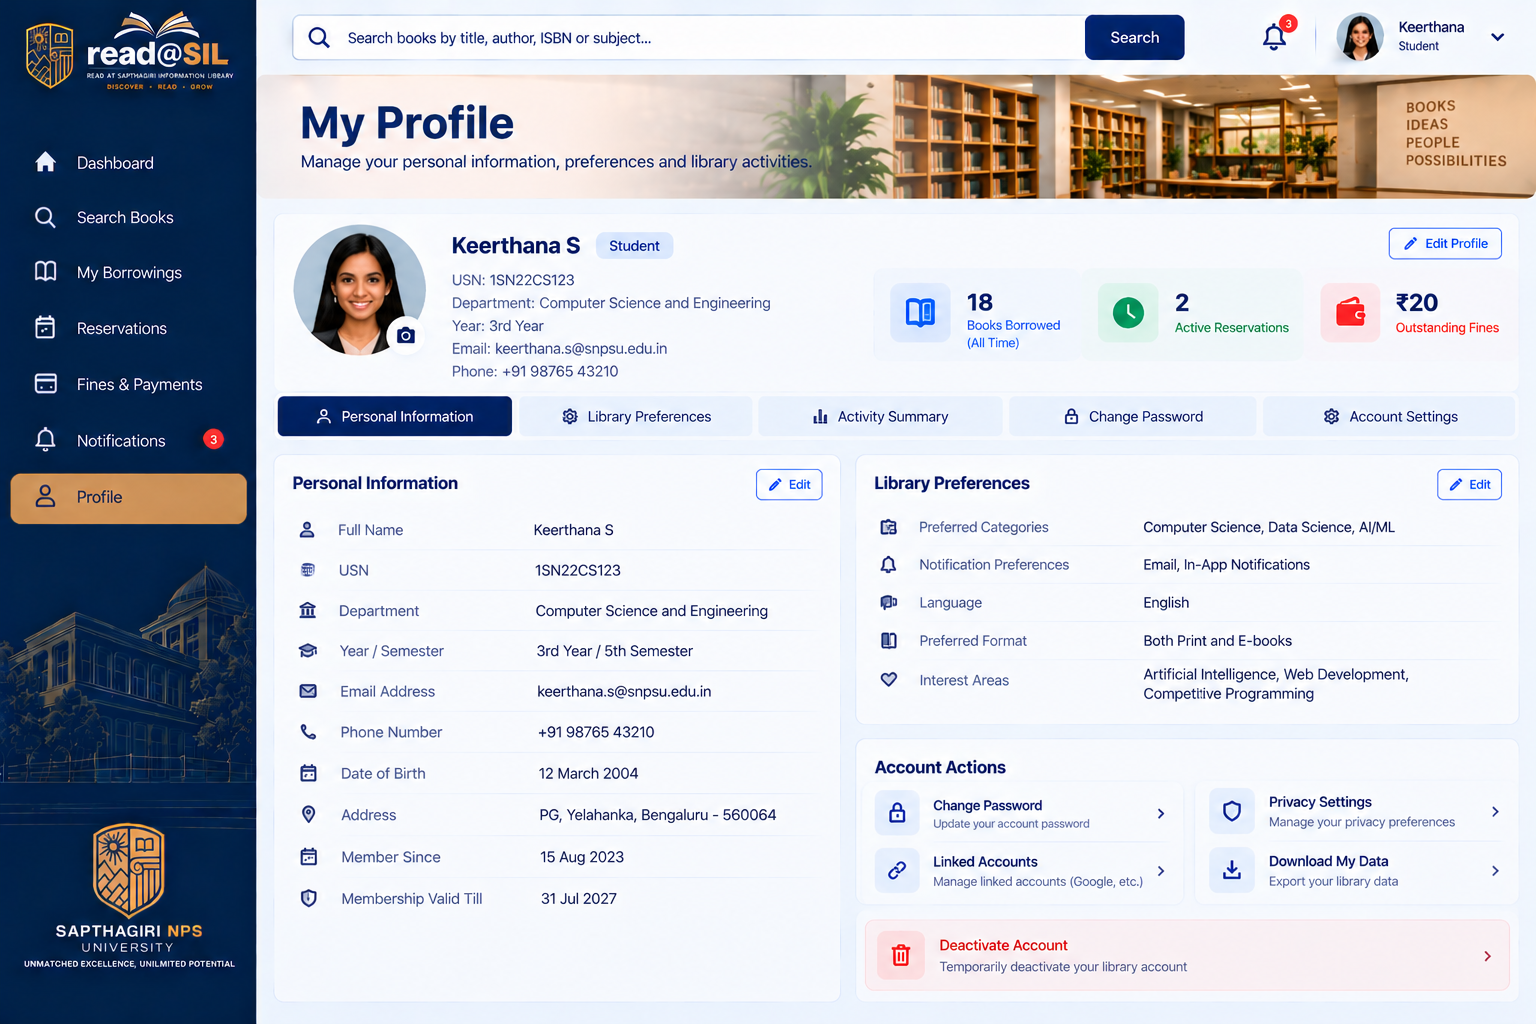 read@SIL
READ AT SAPTHAGIRI INFORMATION LIBRARY
DISCOVER • READ • GROW
Dashboard
Search Books
My Borrowings
Reservations
Fines & Payments
Notifications 3
Profile
SAPTHAGIRI NPS
UNIVERSITY
UNMATCHED EXCELLENCE, UNILMITED POTENTIAL
Search books by title, author, ISBN or subject...
Search
3
Keerthana
Student
My Profile
Manage your personal information, preferences and library activities.
BOOKS
IDEAS
PEOPLE
POSSIBILITIES
Keerthana S Student
USN: 1SN22CS123
Department: Computer Science and Engineering
Year: 3rd Year
Email: keerthana.s@snpsu.edu.in
Phone: +91 98765 43210
Edit Profile
18
Books Borrowed
(All Time)
2
Active Reservations
₹20
Outstanding Fines
Personal Information
Library Preferences
Activity Summary
Change Password
Account Settings
Personal Information
Edit
Full Name Keerthana S
USN 1SN22CS123
Department Computer Science and Engineering
Year / Semester 3rd Year / 5th Semester
Email Address keerthana.s@snpsu.edu.in
Phone Number +91 98765 43210
Date of Birth 12 March 2004
Address PG, Yelahanka, Bengaluru - 560064
Member Since 15 Aug 2023
Membership Valid Till 31 Jul 2027
Library Preferences
Edit
Preferred Categories Computer Science, Data Science, AI/ML
Notification Preferences Email, In-App Notifications
Language English
Preferred Format Both Print and E-books
Interest Areas Artificial Intelligence, Web Development,
Competitive Programming
Account Actions
Change Password
Update your account password
Linked Accounts
Manage linked accounts (Google, etc.)
Privacy Settings
Manage your privacy preferences
Download My Data
Export your library data
Deactivate Account
Temporarily deactivate your library account